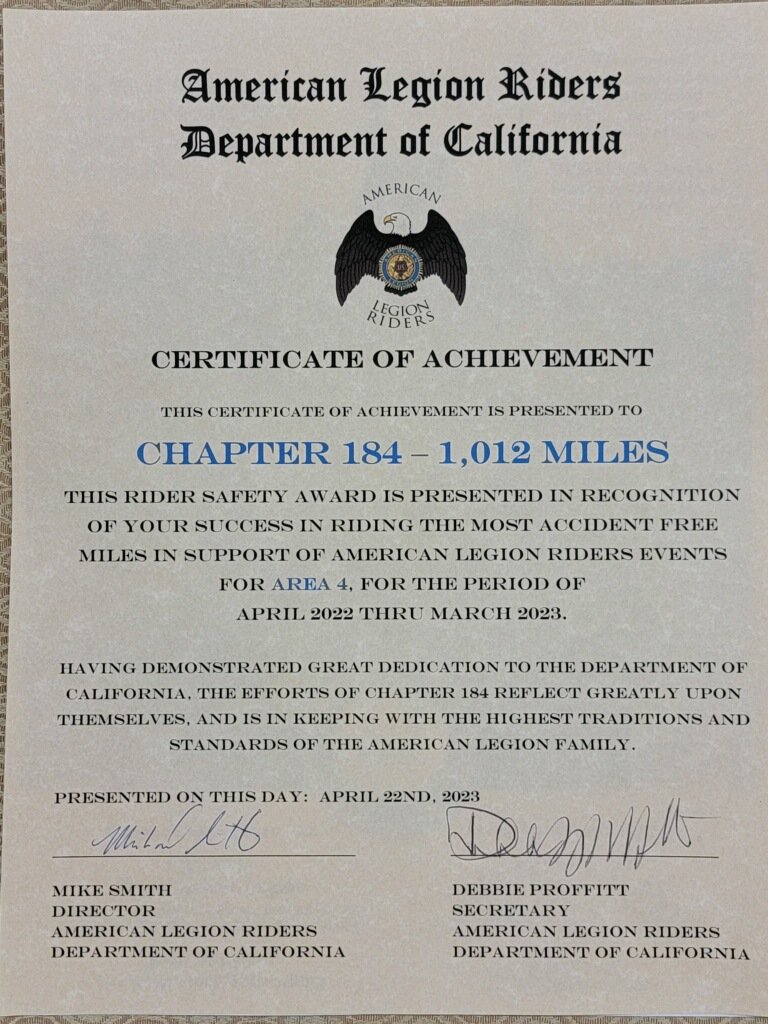 American Legion Riders
Department of California
AMERICAN
US
LEGION
RIDERS
CERTIFICATE OF ACHIEVEMENT
THIS CERTIFICATE OF ACHIEVEMENT IS PRESENTED TO
CHAPTER 184 – 1,012 MILES
THIS RIDER SAFETY AWARD IS PRESENTED IN RECOGNITION
OF YOUR SUCCESS IN RIDING THE MOST ACCIDENT FREE
MILES IN SUPPORT OF AMERICAN LEGION RIDERS EVENTS
FOR AREA 4, FOR THE PERIOD OF
APRIL 2022 THRU MARCH 2023.
HAVING DEMONSTRATED GREAT DEDICATION TO THE DEPARTMENT OF
CALIFORNIA, THE EFFORTS OF CHAPTER 184 REFLECT GREATLY UPON
THEMSELVES, AND IS IN KEEPING WITH THE HIGHEST TRADITIONS AND
STANDARDS OF THE AMERICAN LEGION FAMILY.
PRESENTED ON THIS DAY: APRIL 22ND, 2023
MIKE SMITH
DIRECTOR
AMERICAN LEGION RIDERS
DEPARTMENT OF CALIFORNIA
DEBBIE PROFFITT
SECRETARY
AMERICAN LEGION RIDERS
DEPARTMENT OF CALIFORNIA